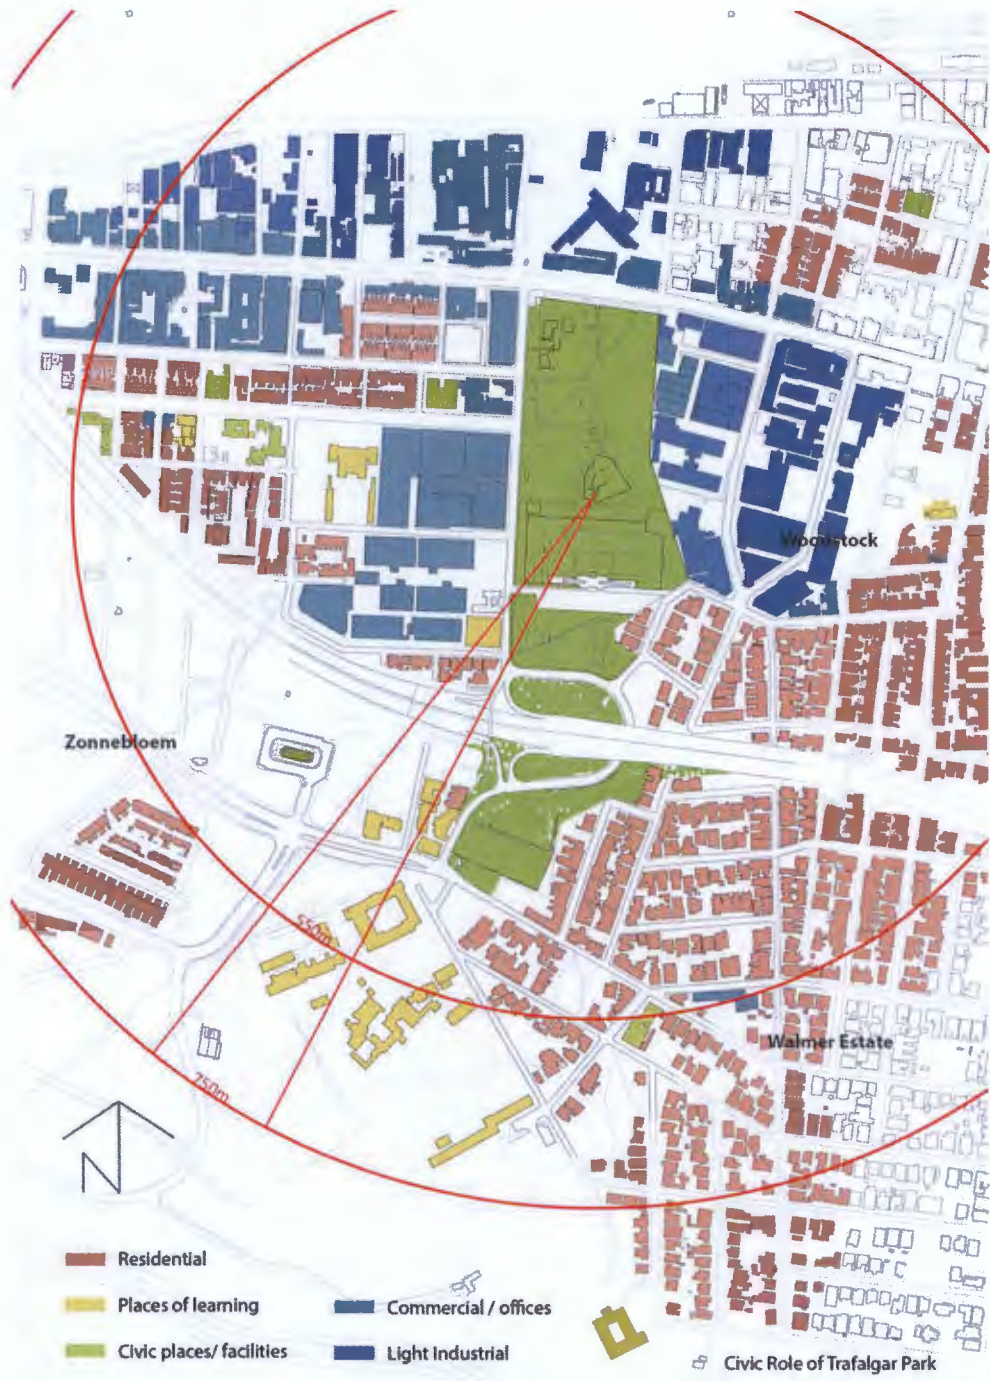 Woodstock
Zonnebloem
550m
Walmer Estate
750m
N
Residential
Places of learning
Commercial / offices
Civic places/ facilities
Light Industrial
Civic Role of Trafalgar Park